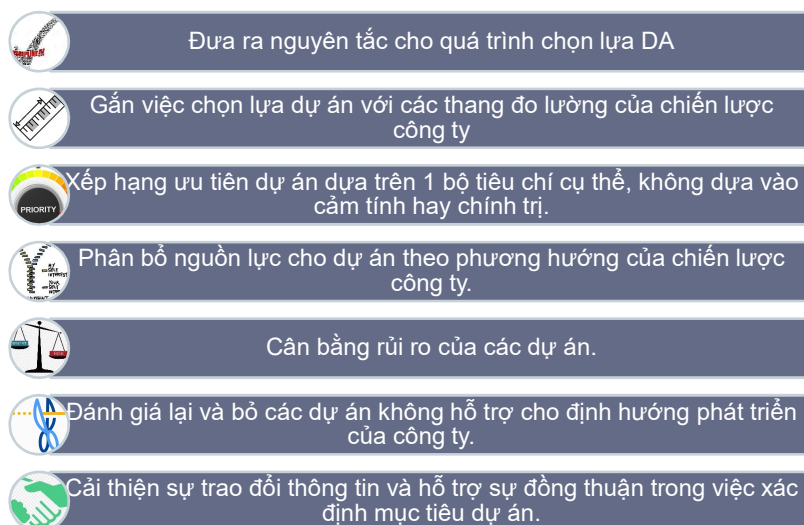 Đưa ra nguyên tắc cho quá trình chọn lựa DA
Gắn việc chọn lựa dự án với các thang đo lường của chiến lược
công ty
Xếp hạng ưu tiên dự án dựa trên 1 bộ tiêu chí cụ thể, không dựa vào
cảm tính hay chính trị.
PRIORITY
Phân bổ nguồn lực cho dự án theo phương hướng của chiến lược
công ty.
Cân bằng rủi ro của các dự án.
Đánh giá lại và bỏ các dự án không hỗ trợ cho định hướng phát triển
của công ty.
Cải thiện sự trao đổi thông tin và hỗ trợ sự đồng thuận trong việc xác
định mục tiêu dự án.